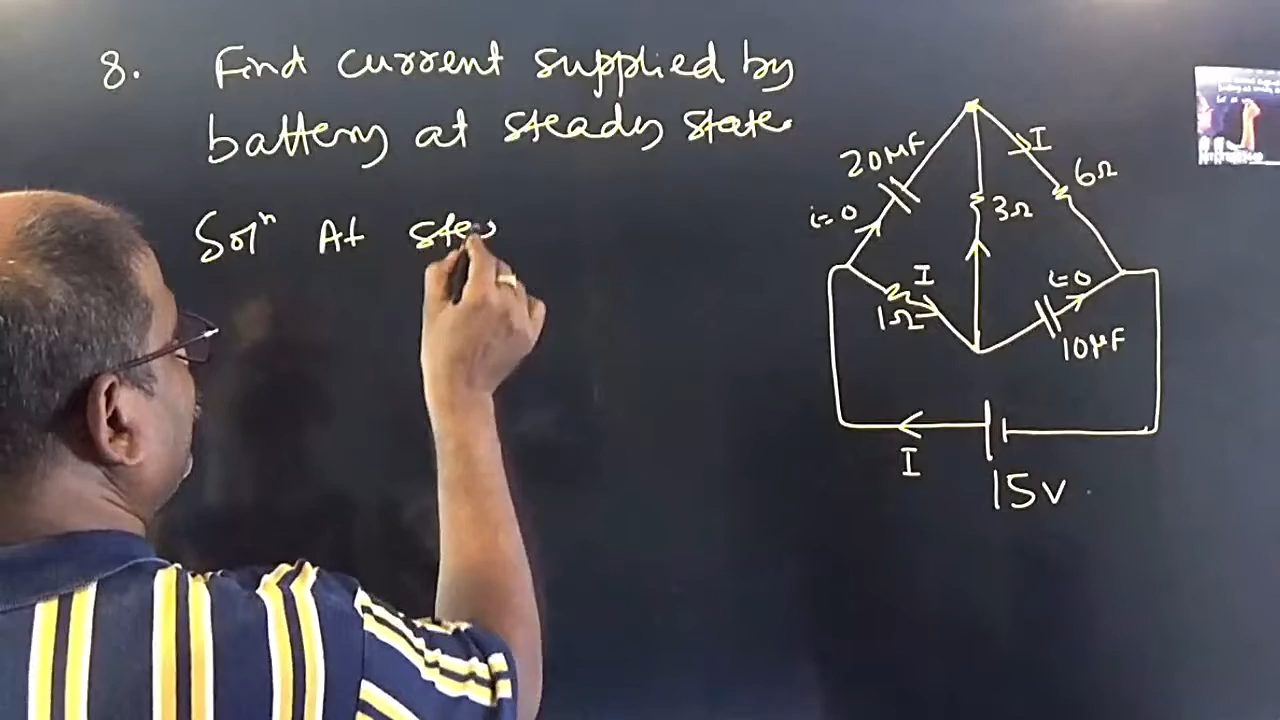 8. Find current supplied by
battery at steady state.
Solⁿ At stea
20μF
I
6Ω
i=0
3Ω
I
1Ω
i=0
10μF
I
15V